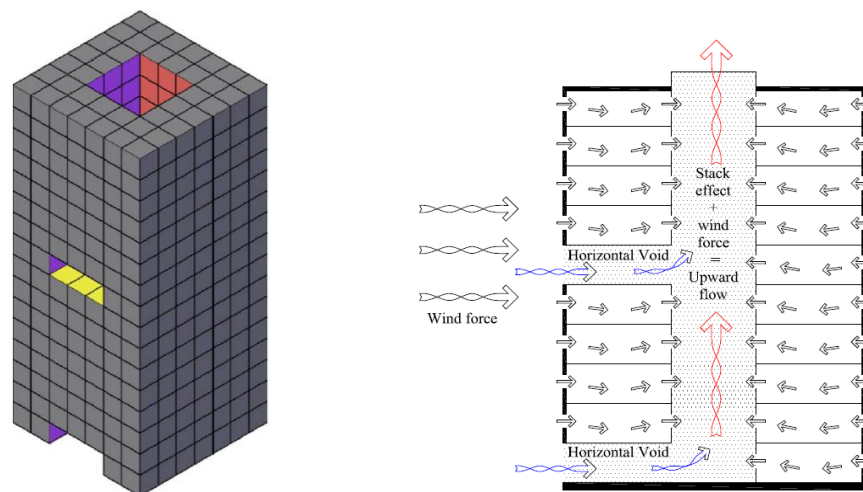 Stack
effect
+
wind
force
=
Upward
flow
Horizontal Void
Wind force
Horizontal Void